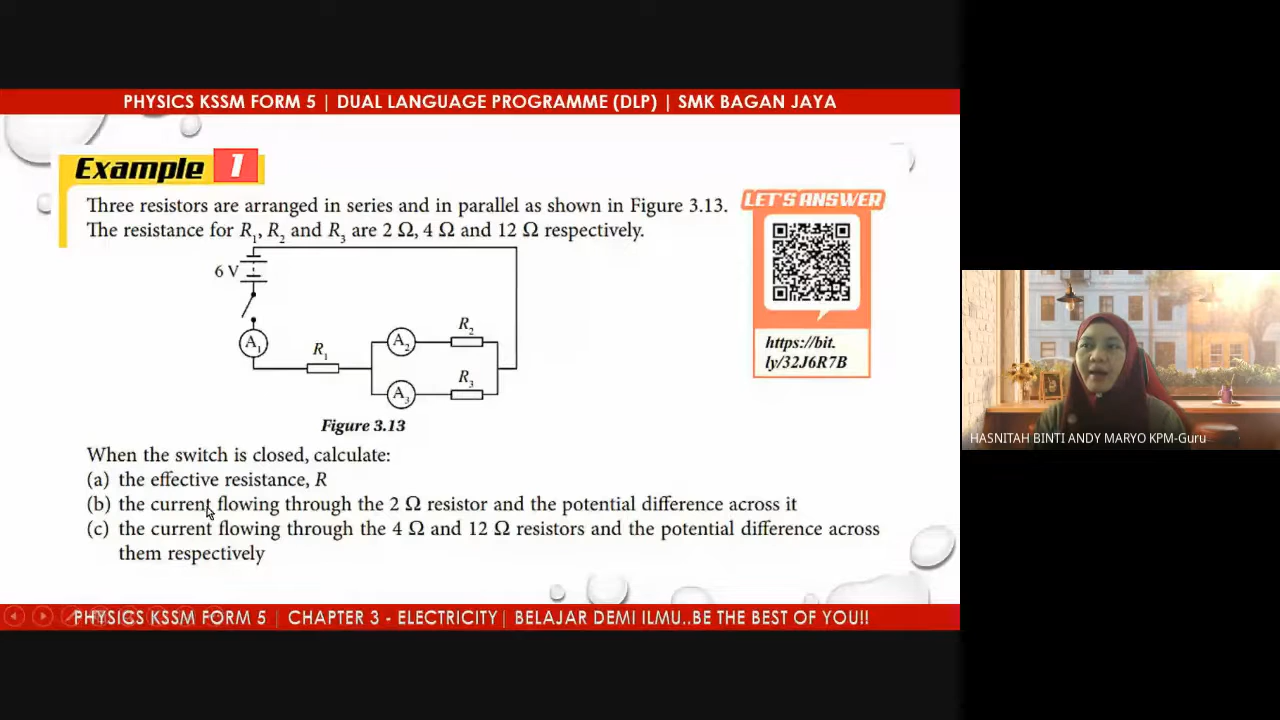 PHYSICS KSSM FORM 5 | DUAL LANGUAGE PROGRAMME (DLP) | SMK BAGAN JAYA
Example 1
Three resistors are arranged in series and in parallel as shown in Figure 3.13.
The resistance for R1, R2 and R3 are 2 Ω, 4 Ω and 12 Ω respectively.
LET'S ANSWER
https://bit.
ly/32J6R7B
6 V
A1
R1
A2
R2
A3
R3
Figure 3.13
When the switch is closed, calculate:
(a) the effective resistance, R
(b) the current flowing through the 2 Ω resistor and the potential difference across it
(c) the current flowing through the 4 Ω and 12 Ω resistors and the potential difference across
them respectively
HASNITAH BINTI ANDY MARYO KPM-Guru
PHYSICS KSSM FORM 5 | CHAPTER 3 - ELECTRICITY| BELAJAR DEMI ILMU..BE THE BEST OF YOU!!